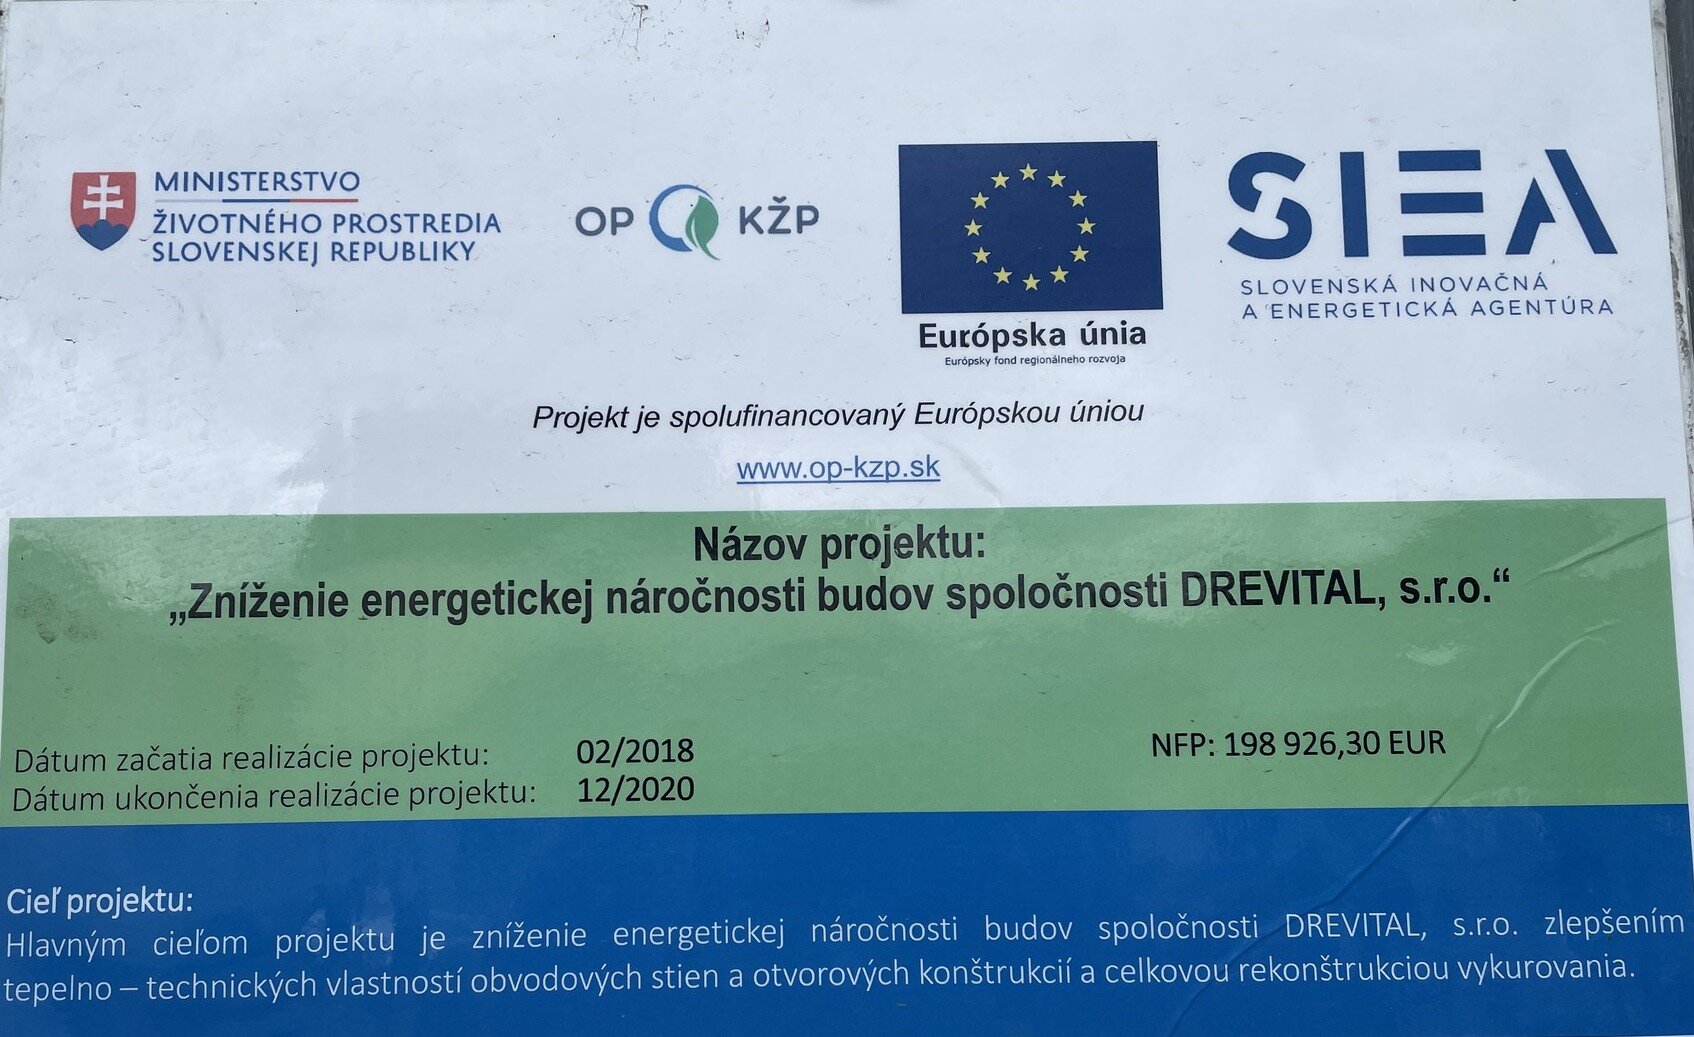 MINISTERSTVO
ŽIVOTNÉHO PROSTREDIA
SLOVENSKEJ REPUBLIKY
OP KŽP
Európska únia
Európsky fond regionálneho rozvoja
SIEA
SLOVENSKÁ INOVAČNÁ
A ENERGETICKÁ AGENTÚRA
Projekt je spolufinancovaný Európskou úniou
www.op-kzp.sk
Názov projektu:
„Zníženie energetickej náročnosti budov spoločnosti DREVITAL, s.r.o.“
Dátum začatia realizácie projektu: 02/2018
NFP: 198 926,30 EUR
Dátum ukončenia realizácie projektu: 12/2020
Cieľ projektu:
Hlavným cieľom projektu je zníženie energetickej náročnosti budov spoločnosti DREVITAL, s.r.o. zlepšením
tepelno – technických vlastností obvodových stien a otvorových konštrukcií a celkovou rekonštrukciou vykurovania.